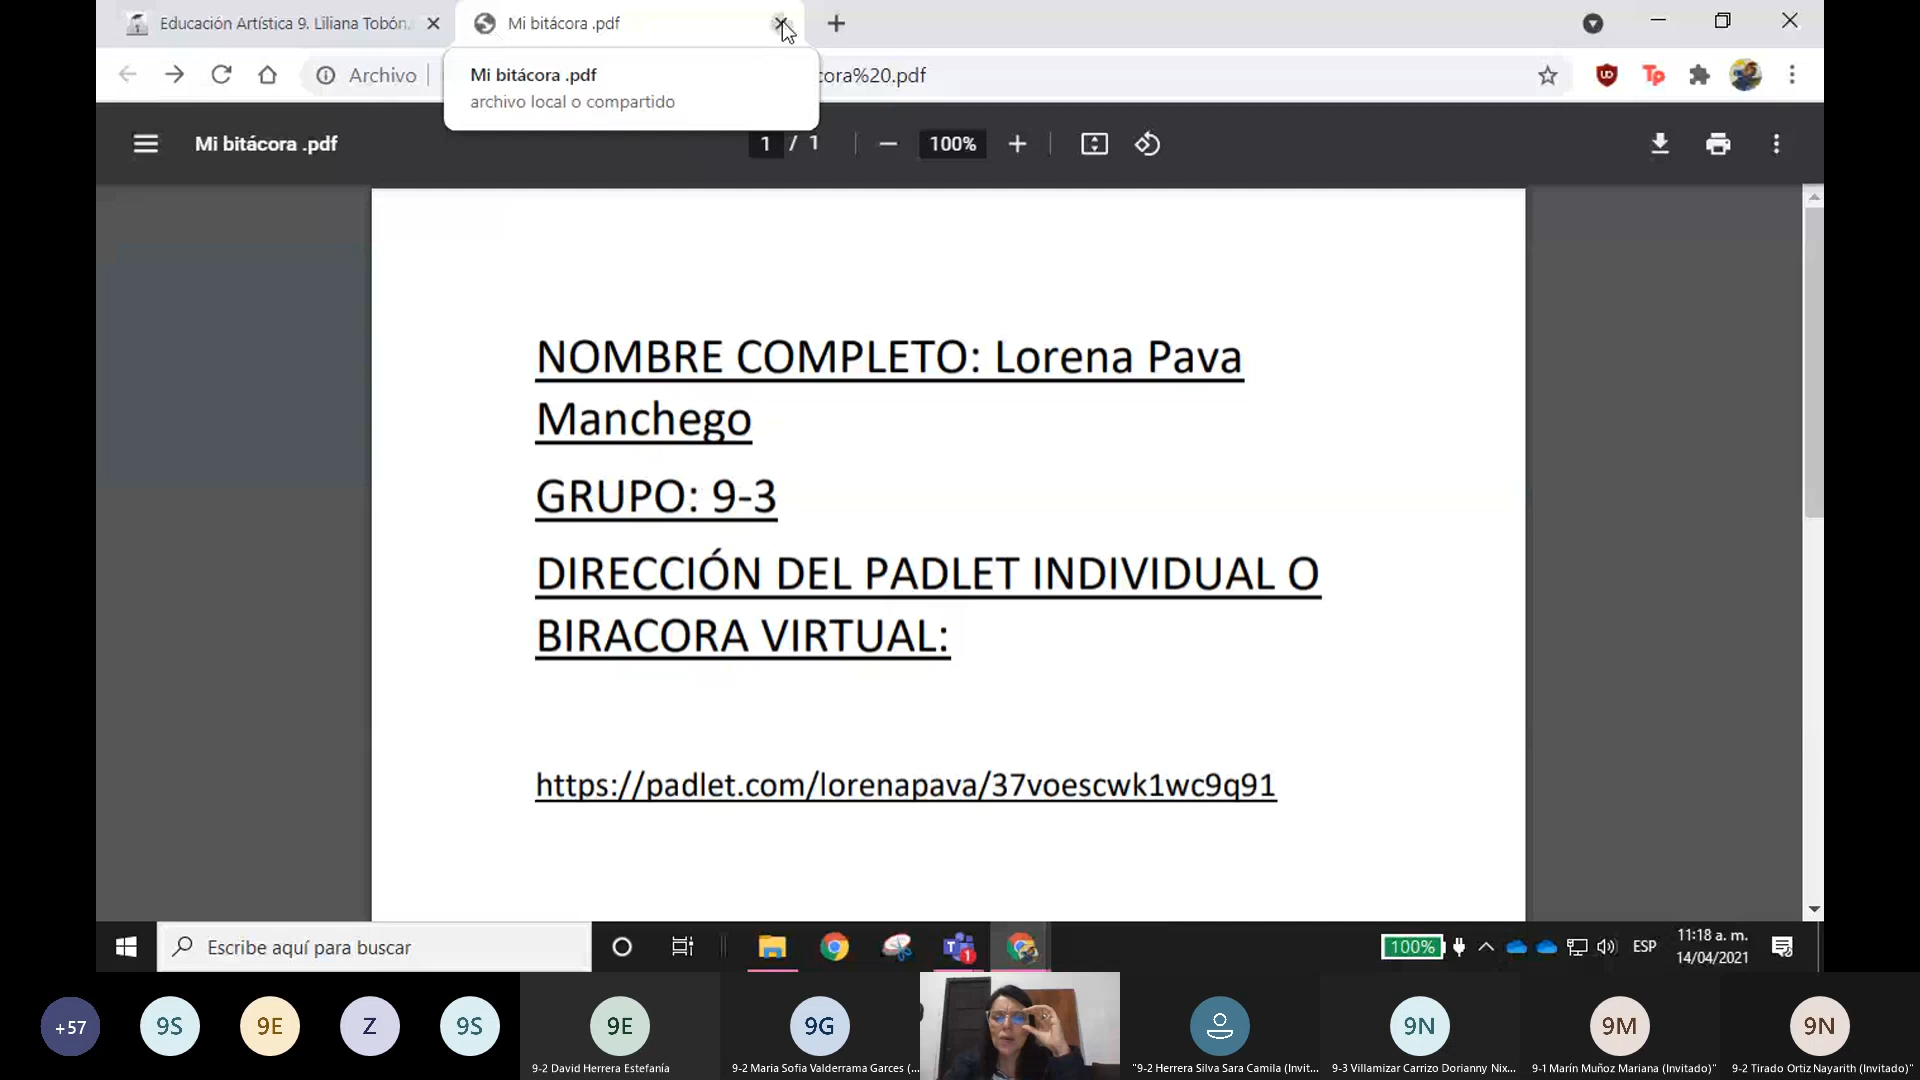 Educación Artística 9. Liliana Tobón.
Mi bitácora .pdf
Archivo
cora%20.pdf
Mi bitácora .pdf
archivo local o compartido
UD
Tp
Mi bitácora .pdf
1 / 1
100%
NOMBRE COMPLETO: Lorena Pava
Manchego
GRUPO: 9-3
DIRECCIÓN DEL PADLET INDIVIDUAL O
BIRACORA VIRTUAL:
https://padlet.com/lorenapava/37voescwk1wc9q91
Escribe aquí para buscar
1
100%
ESP
11:18 a. m.
14/04/2021
+57
9S
9E
Z
9S
9E
9G
9N
9M
9N
9-2 David Herrera Estefanía
9-2 Maria Sofia Valderrama Garces (...
"9-2 Herrera Silva Sara Camila (Invit...
9-3 Villamizar Carrizo Dorianny Nix...
9-1 Marín Muñoz Mariana (Invitado)"
9-2 Tirado Ortiz Nayarith (Invitado)"